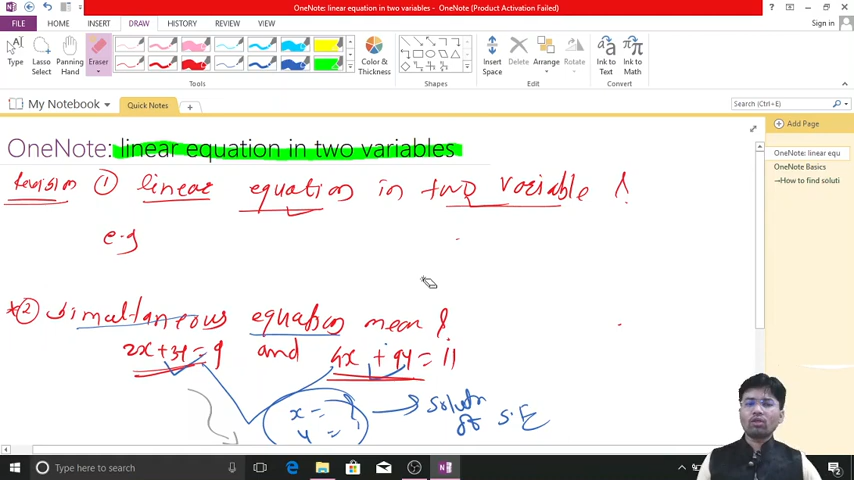 OneNote: linear equation in two variables - OneNote (Product Activation Failed)
FILE HOME INSERT DRAW HISTORY REVIEW VIEW Sign in
Type Lasso Select Panning Hand Eraser Color & Thickness Insert Space Delete Arrange Rotate Ink to Text Ink to Math
Tools Shapes Edit Convert
My Notebook Quick Notes Search (Ctrl+E)
Add Page
OneNote: linear equation in two variables
OneNote: linear equ
OneNote Basics
→How to find soluti
Revision ① linear equation in two variable ?
e.g
*② Simultaneous equation mean ?
2x+3y=9 and 4x + 9y = 11
x =
y =
Soluton of S.E
Type here to search
2